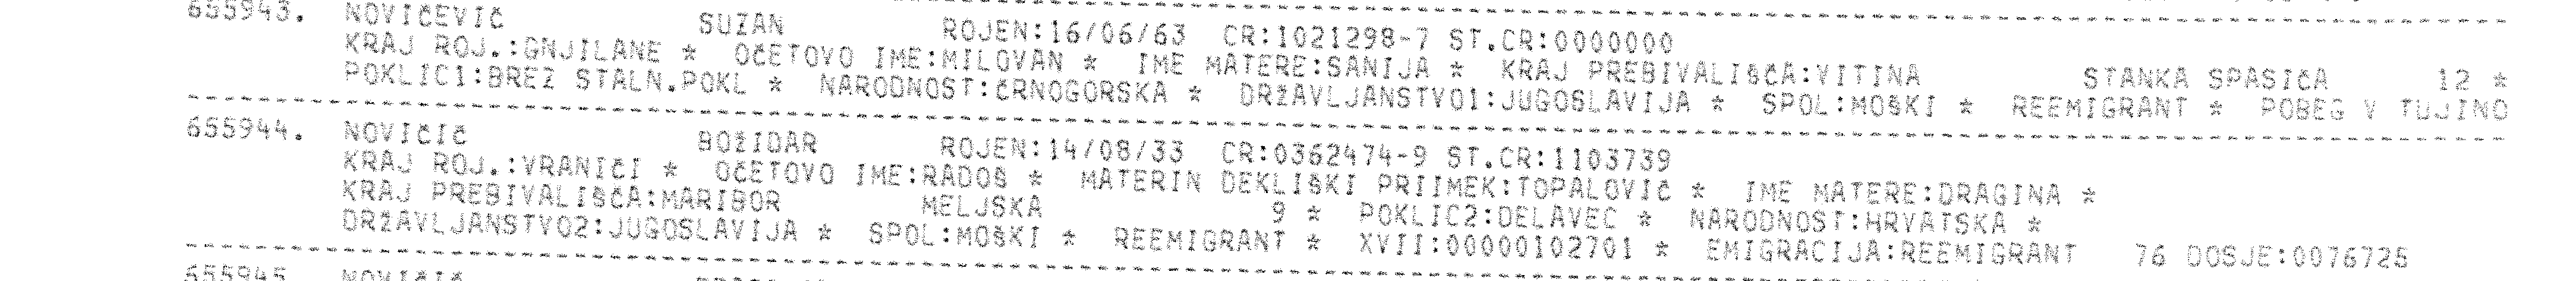 655943. NOVIČEVIČ SUZAN ROJEN:16/06/63 CR:1021298-7 ST.CR:0000000
KRAJ ROJ.:GNJILANE * OČETOVO IME:MILOVAN * IME MATERE:SANIJA * KRAJ PREBIVALIŠČA:VITINA STANKA SPASIČA 12 *
POKLIC1:BREZ STALN.POKL * NARODNOST:ČRNOGORSKA * DRŽAVLJANSTVO1:JUGOSLAVIJA * SPOL:MOŠKI * REEMIGRANT * POBEG V TUJINO
655944. NOVIČIČ BOŽIDAR ROJEN:14/08/33 CR:0362474-9 ST.CR:1103739
KRAJ ROJ.:VRANIČI * OČETOVO IME:RADOŠ * MATERIN DEKLIŠKI PRIIMEK:TOPALOVIČ * IME MATERE:DRAGINA *
KRAJ PREBIVALIŠČA:MARIBOR MELJSKA 9 * POKLIC2:DELAVEC * NARODNOST:HRVATSKA *
DRŽAVLJANSTVO2:JUGOSLAVIJA * SPOL:MOŠKI * REEMIGRANT * XVII:00000102701 * EMIGRACIJA:REEMIGRANT 76 DOSJE:0076725
655945. NOVIČIČ